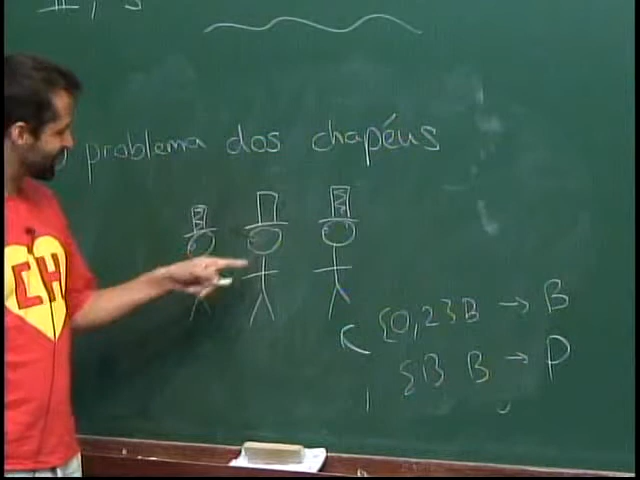 problema dos chapéus
CH
{0,2}B → B
{B B → P